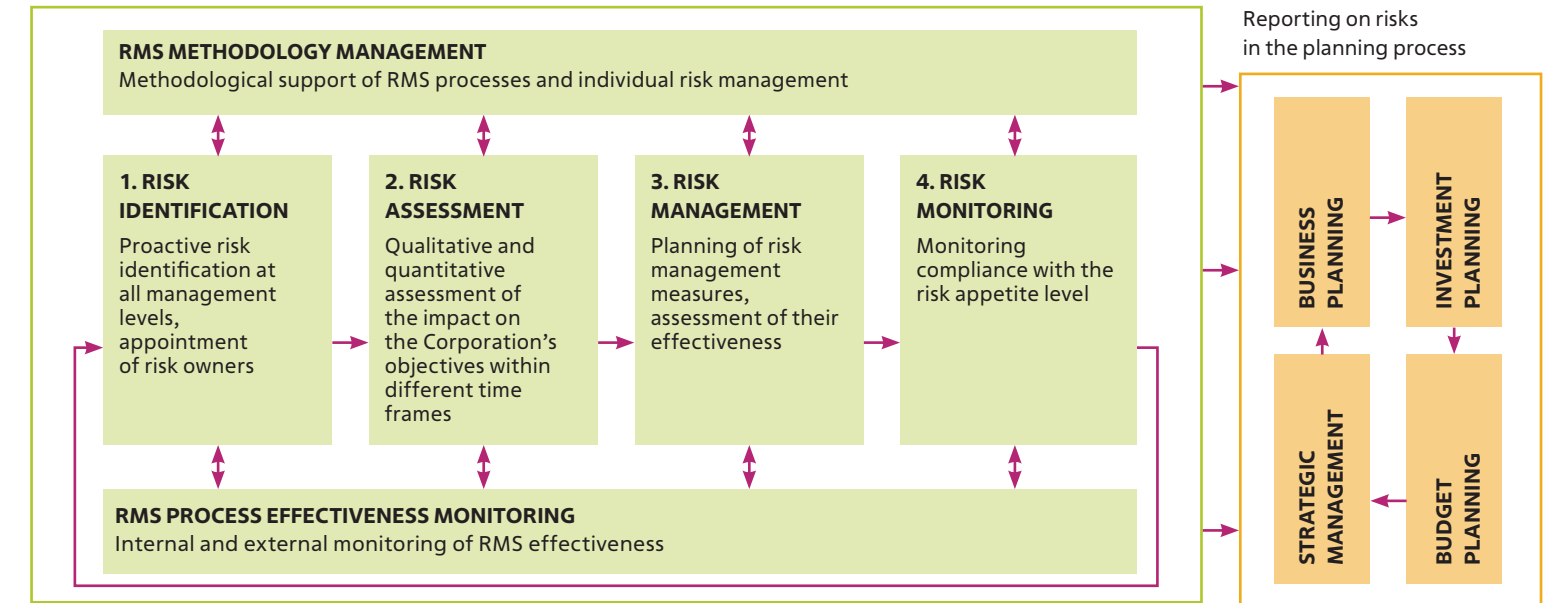 Reporting on risks
in the planning process
RMS METHODOLOGY MANAGEMENT
Methodological support of RMS processes and individual risk management
1. RISK
IDENTIFICATION
Proactive risk
identification at
all management
levels,
appointment
of risk owners
2. RISK
ASSESSMENT
Qualitative and
quantitative
assessment of
the impact on
the Corporation’s
objectives within
different time
frames
3. RISK
MANAGEMENT
Planning of risk
management
measures,
assessment of their
effectiveness
4. RISK
MONITORING
Monitoring
compliance with the
risk appetite level
RMS PROCESS EFFECTIVENESS MONITORING
Internal and external monitoring of RMS effectiveness
BUSINESS
PLANNING
INVESTMENT
PLANNING
STRATEGIC
MANAGEMENT
BUDGET
PLANNING